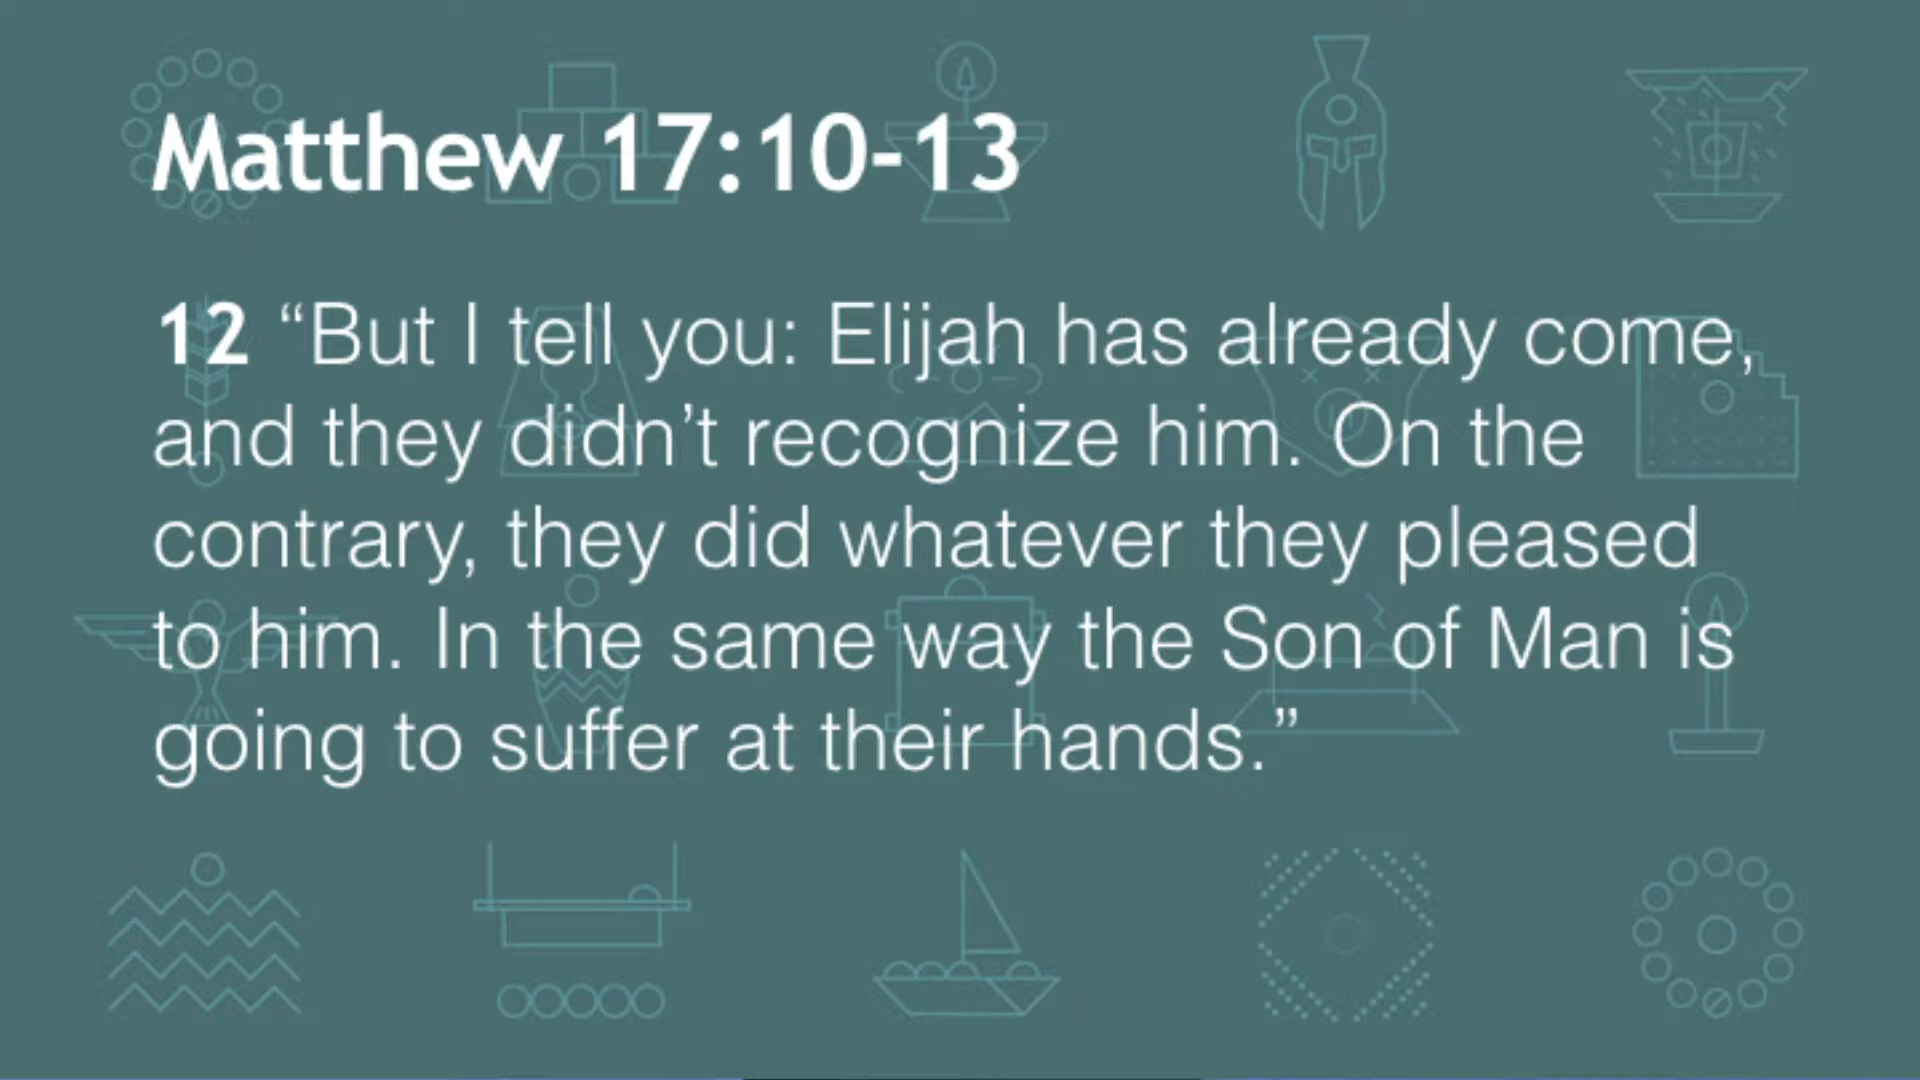 Matthew 17:10-13
12 “But I tell you: Elijah has already come,
and they didn’t recognize him. On the
contrary, they did whatever they pleased
to him. In the same way the Son of Man is
going to suffer at their hands.”